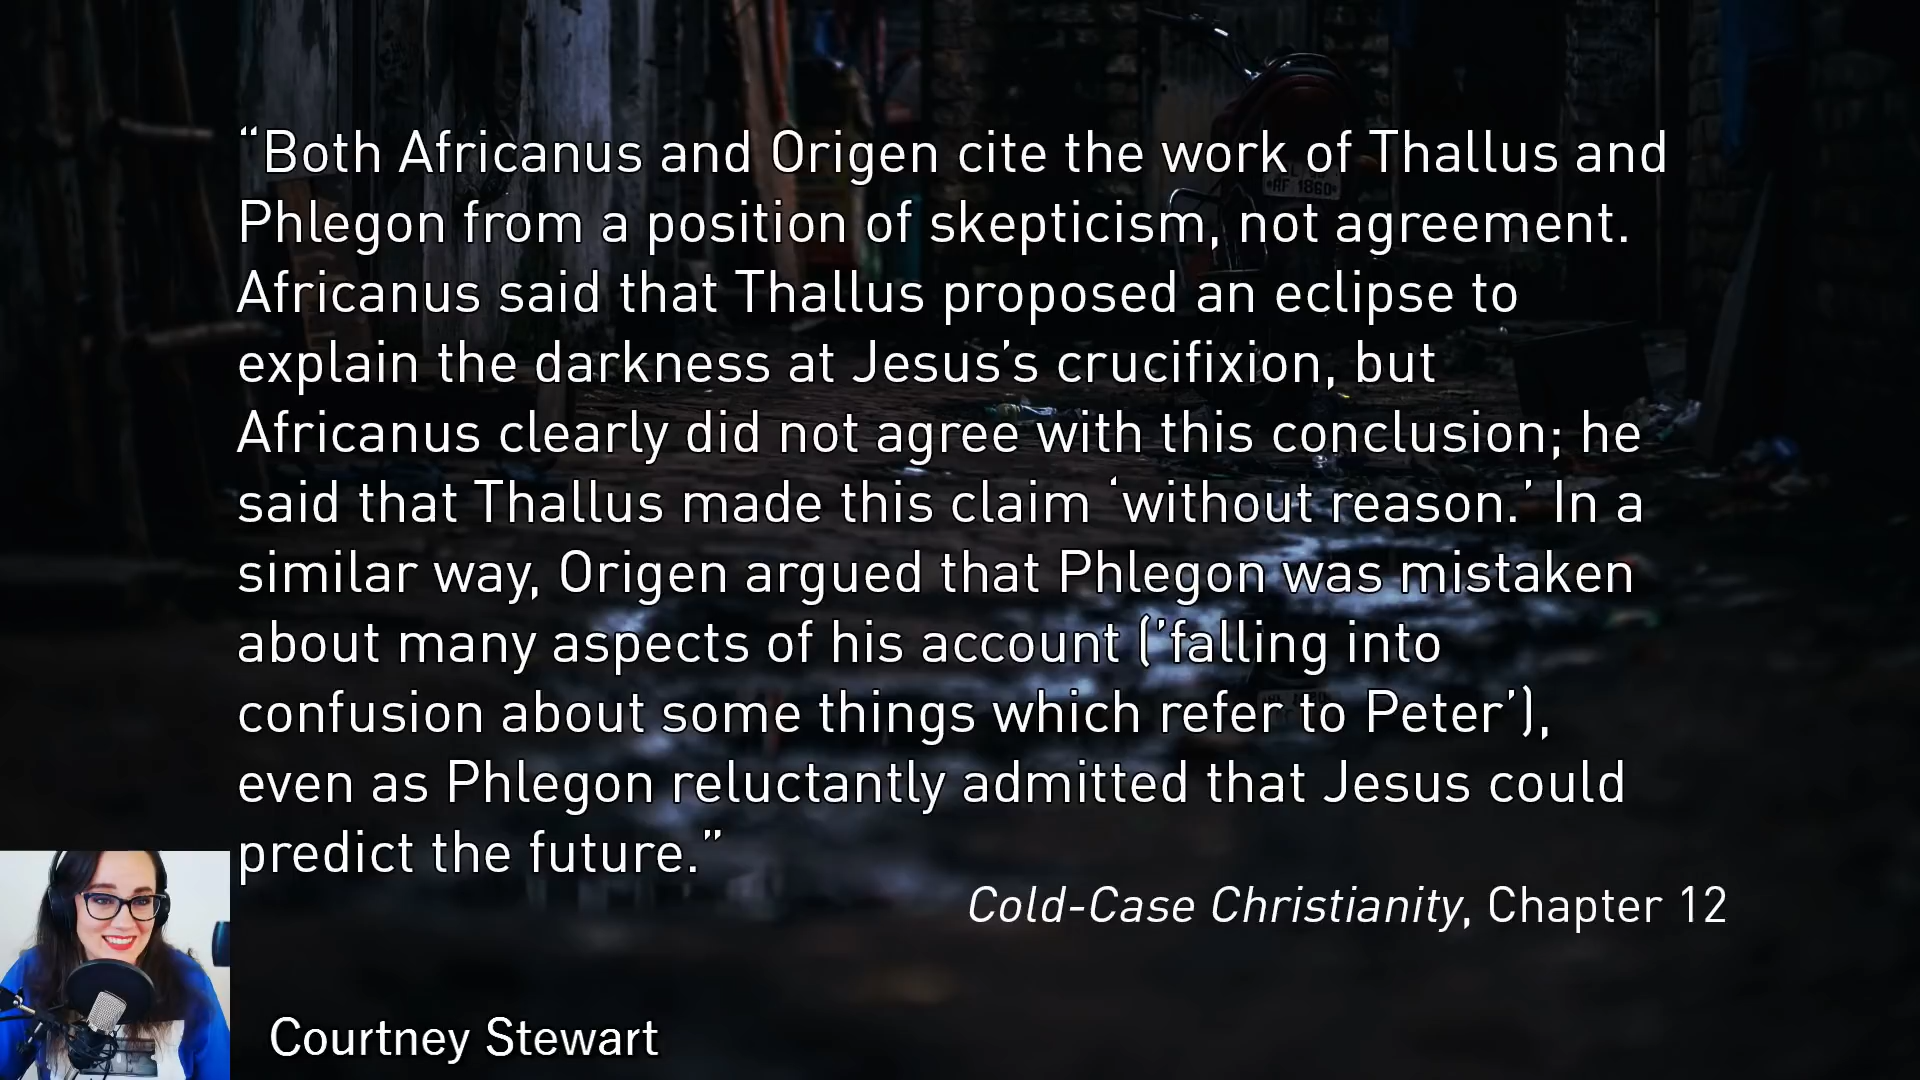 “Both Africanus and Origen cite the work of Thallus and
Phlegon from a position of skepticism, not agreement.
Africanus said that Thallus proposed an eclipse to
explain the darkness at Jesus’s crucifixion, but
Africanus clearly did not agree with this conclusion; he
said that Thallus made this claim ‘without reason.’ In a
similar way, Origen argued that Phlegon was mistaken
about many aspects of his account (’falling into
confusion about some things which refer to Peter’),
even as Phlegon reluctantly admitted that Jesus could
predict the future.”
Cold-Case Christianity, Chapter 12
Courtney Stewart